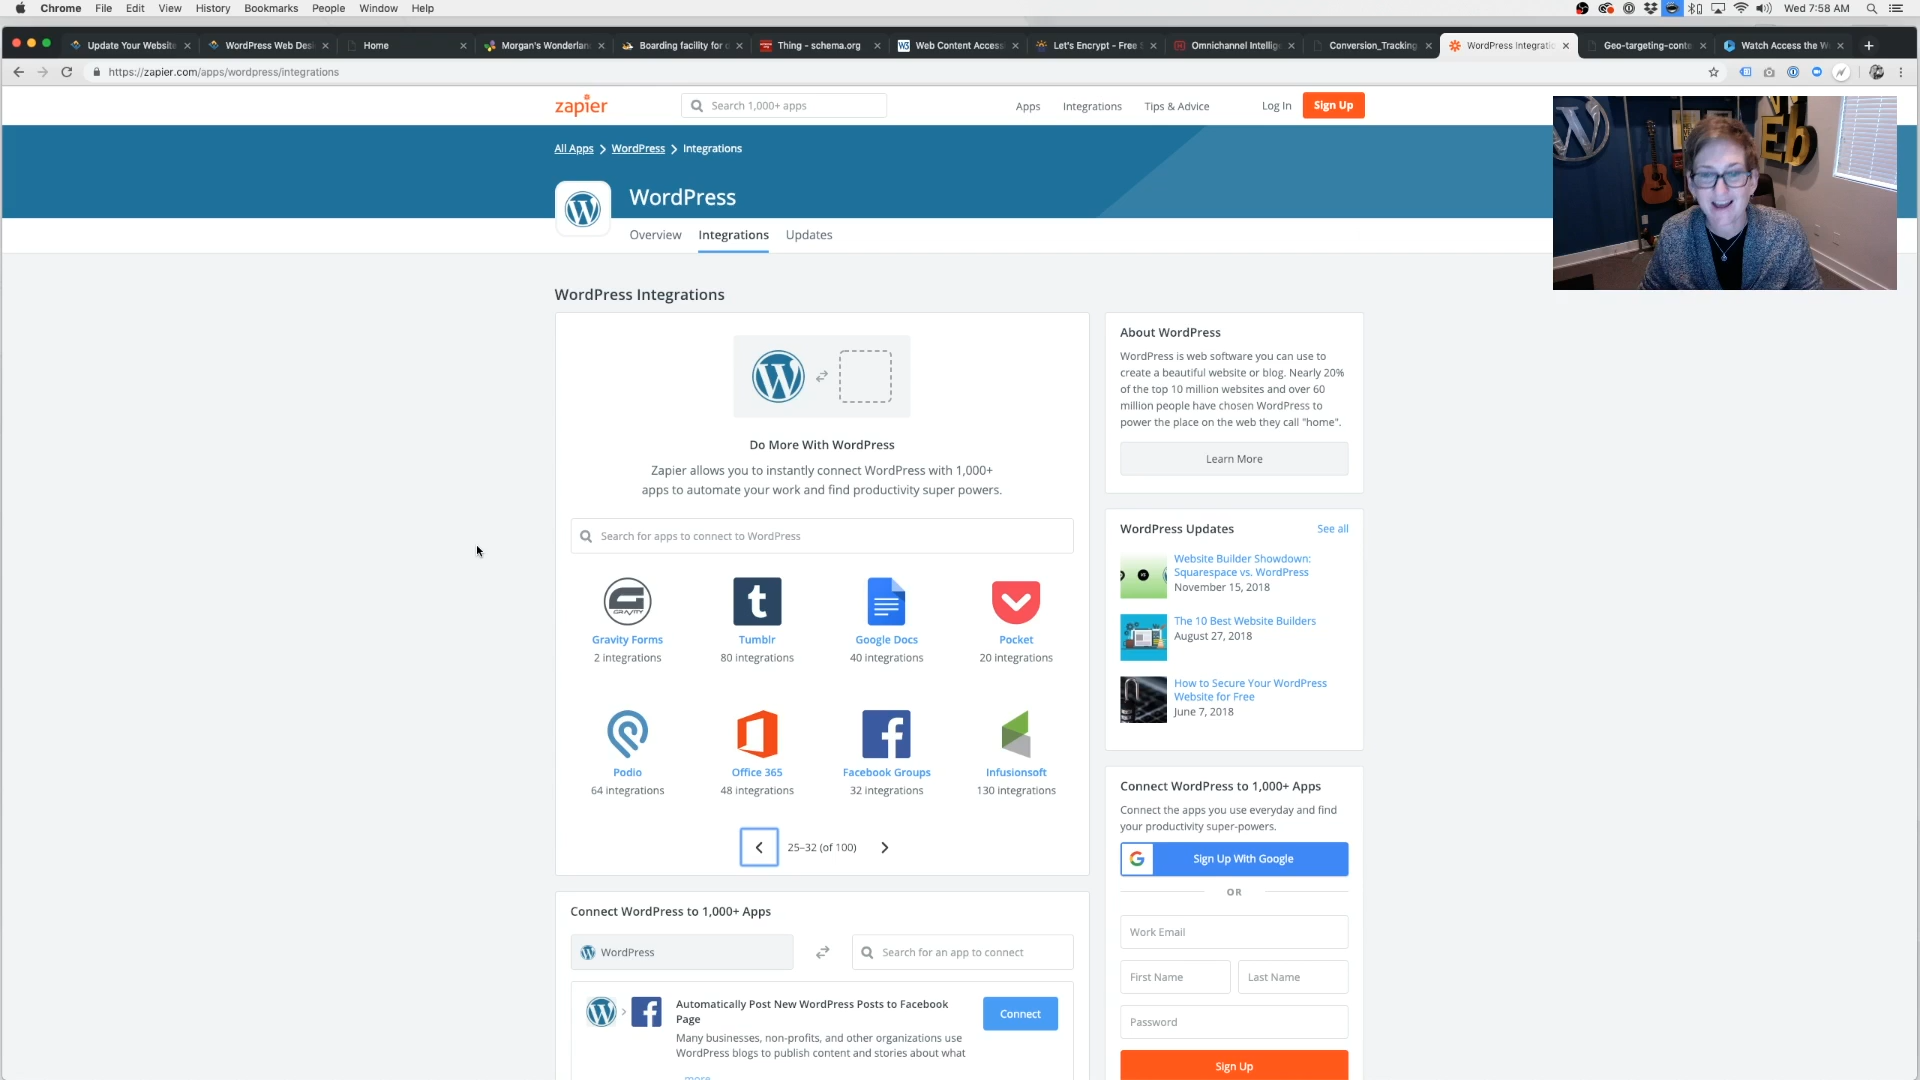 Chrome File Edit View History Bookmarks People Window Help
Wed 7:58 AM
Update Your Website
WordPress Web Des
Home
Morgan's Wonderlan
Boarding facility for d
Thing - schema.org
Web Content Access
Let's Encrypt - Free S
Omnichannel Intellig
Conversion_Tracking
WordPress Integratio
Geo-targeting-conte
Watch Access the W
https://zapier.com/apps/wordpress/integrations
zapier
Search 1,000+ apps
Apps
Integrations
Tips & Advice
Log In
Sign Up
All Apps > WordPress > Integrations
WordPress
Overview
Integrations
Updates
WordPress Integrations
Do More With WordPress
Zapier allows you to instantly connect WordPress with 1,000+
apps to automate your work and find productivity super powers.
Search for apps to connect to WordPress
Gravity Forms
2 integrations
Tumblr
80 integrations
Google Docs
40 integrations
Pocket
20 integrations
Podio
64 integrations
Office 365
48 integrations
Facebook Groups
32 integrations
Infusionsoft
130 integrations
25–32 (of 100)
Connect WordPress to 1,000+ Apps
WordPress
Search for an app to connect
Automatically Post New WordPress Posts to Facebook
Page
Many businesses, non-profits, and other organizations use
WordPress blogs to publish content and stories about what
more
Connect
About WordPress
WordPress is web software you can use to
create a beautiful website or blog. Nearly 20%
of the top 10 million websites and over 60
million people have chosen WordPress to
power the place on the web they call "home".
Learn More
WordPress Updates
See all
Website Builder Showdown:
Squarespace vs. WordPress
November 15, 2018
The 10 Best Website Builders
August 27, 2018
How to Secure Your WordPress
Website for Free
June 7, 2018
Connect WordPress to 1,000+ Apps
Connect the apps you use everyday and find
your productivity super-powers.
Sign Up With Google
OR
Work Email
First Name
Last Name
Password
Sign Up